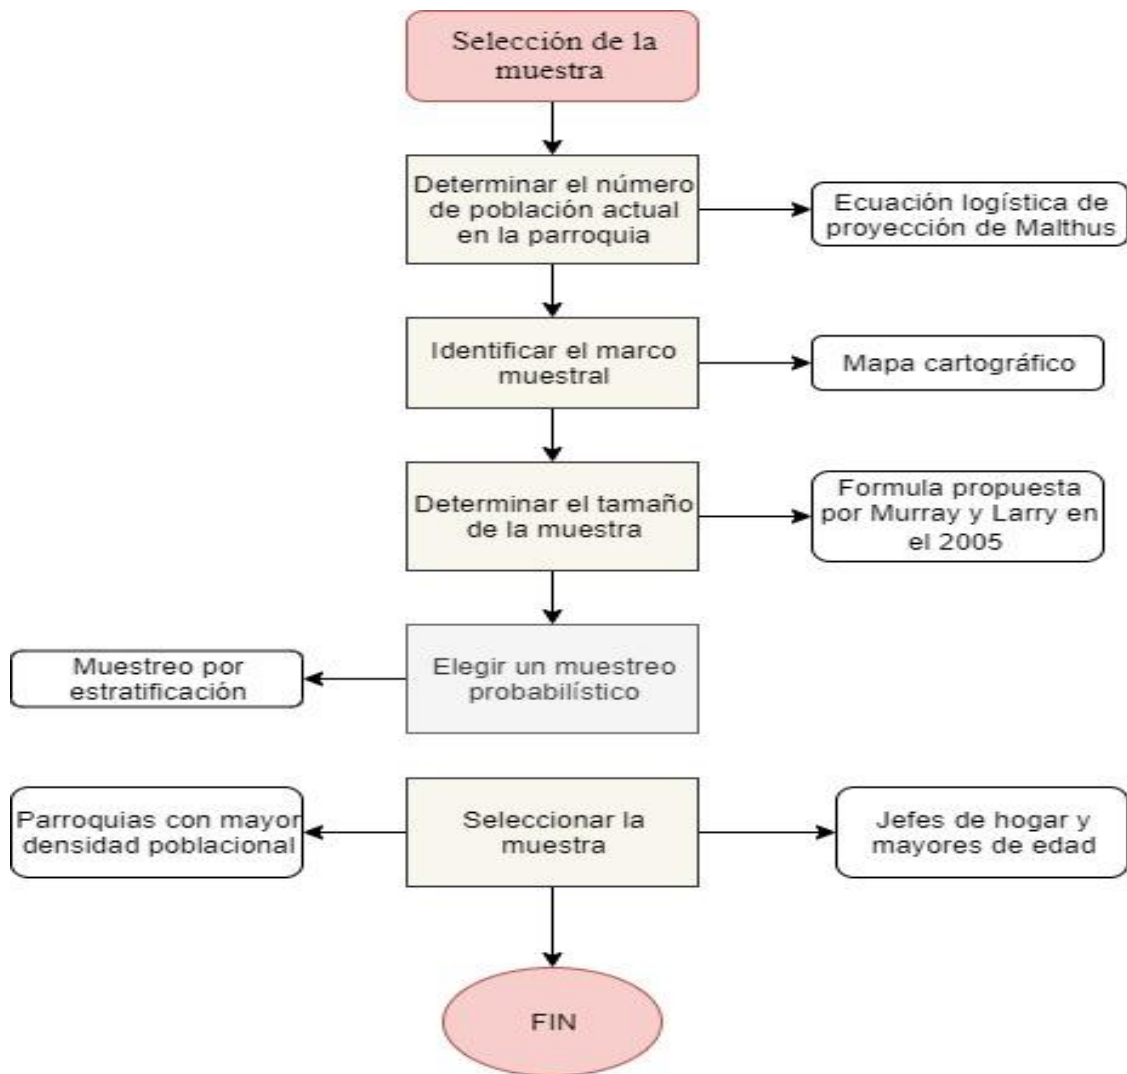 Selección de la
muestra
Determinar el número
de población actual
en la parroquia
Ecuación logística de
proyección de Malthus
Identificar el marco
muestral
Mapa cartográfico
Determinar el tamaño
de la muestra
Formula propuesta
por Murray y Larry en
el 2005
Muestreo por
estratificación
Elegir un muestreo
probabilístico
Parroquias con mayor
densidad poblacional
Seleccionar la
muestra
Jefes de hogar y
mayores de edad
FIN